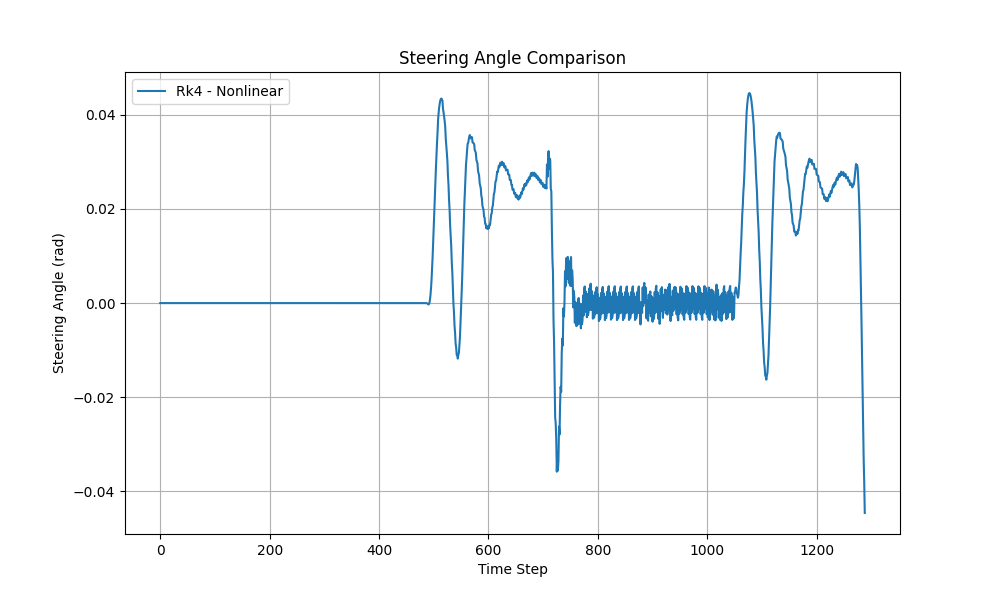 Steering Angle Comparison
Rk4 - Nonlinear
Steering Angle (rad)
0.04
0.02
0.00
−0.02
−0.04
0 200 400 600 800 1000 1200
Time Step